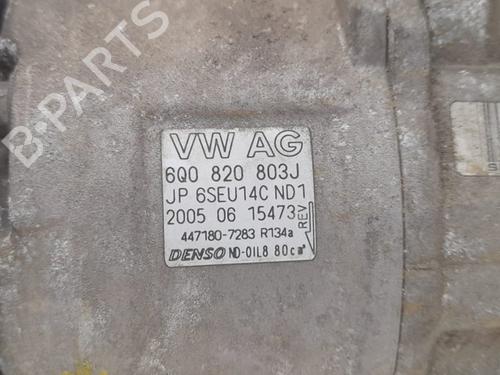 B-PARTS
VW AG
6Q0 820 803J
JP 6SEU14C ND1
2005 06 15473
REV
447180-7283 R134a
DENSO ND-OIL8 80cm³
S